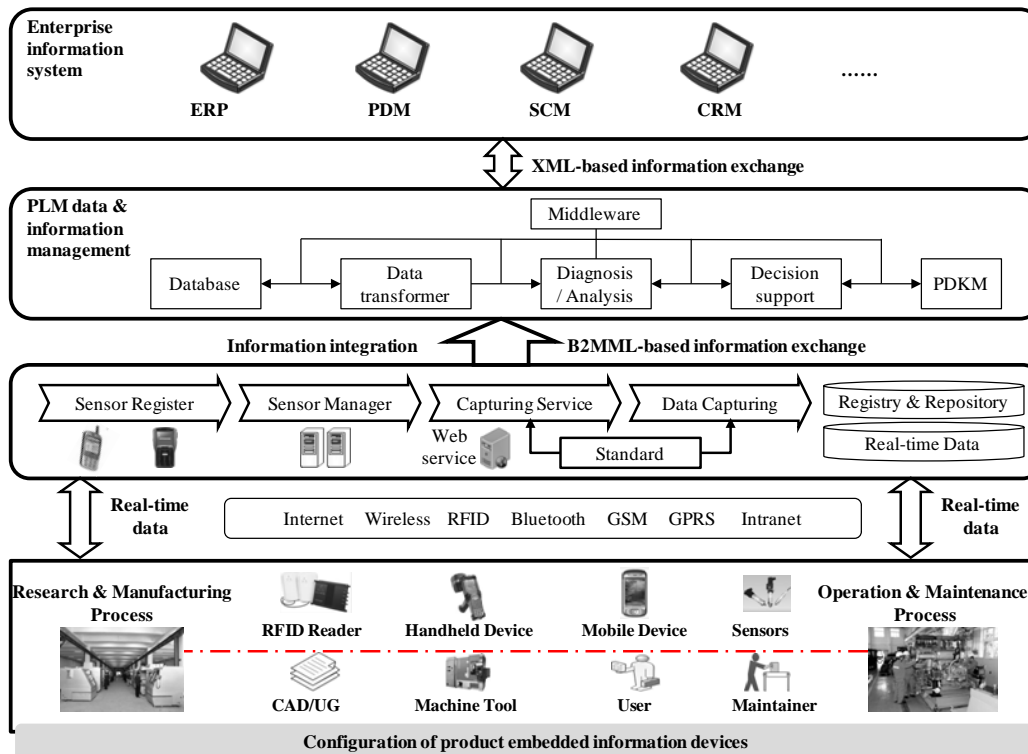 Enterprise
information
system
ERP
PDM
SCM
CRM
......
XML-based information exchange
PLM data &
information
management
Middleware
Database
Data
transformer
Diagnosis
/ Analysis
Decision
support
PDKM
Information integration
B2MML-based information exchange
Sensor Register
Sensor Manager
Capturing Service
Data Capturing
Registry & Repository
Real-time Data
Web
service
Standard
Real-time
data
Internet Wireless RFID Bluetooth GSM GPRS Intranet
Real-time
data
Research & Manufacturing
Process
RFID Reader
Handheld Device
Mobile Device
Sensors
Operation & Maintenance
Process
CAD/UG
Machine Tool
User
Maintainer
Configuration of product embedded information devices